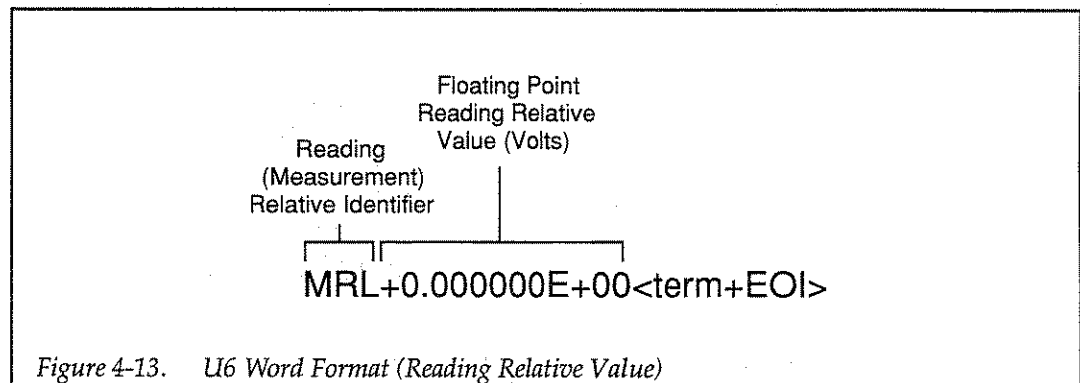 Floating Point
Reading Relative
Value (Volts)
Reading
(Measurement)
Relative Identifier
MRL+0.000000E+00<term+EOI>
Figure 4-13. U6 Word Format (Reading Relative Value)